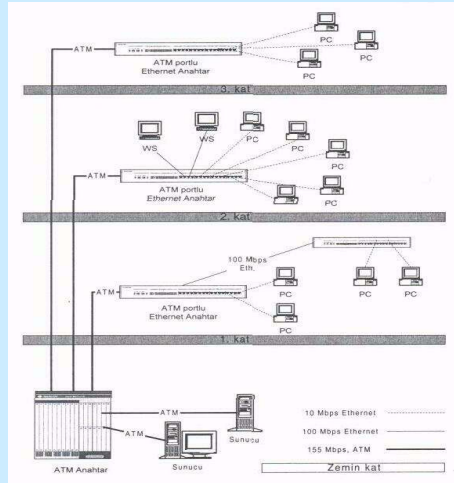 ATM
PC
PC
PC
ATM portlu
Ethernet Anahtar
3. kat
WS
WS
PC
PC
PC
PC
ATM
ATM portlu
Ethernet Anahtar
2. kat
100 Mbps
Eth.
ATM
PC
PC
PC
PC
ATM portlu
Ethernet Anahtar
1. kat
ATM
Sunucu
ATM
Sunucu
ATM Anahtar
10 Mbps Ethernet
100 Mbps Ethernet
155 Mbps, ATM
Zemin kat